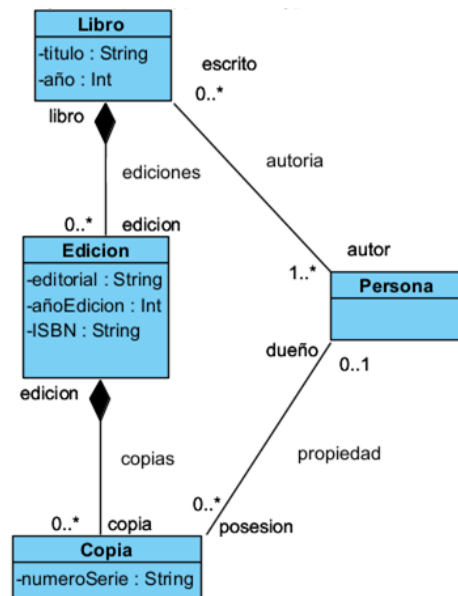 Libro
-titulo : String
-año : Int
escrito
0..*
libro
autoria
ediciones
0..* edicion
autor
1..*
Edicion
-editorial : String
-añoEdicion : Int
-ISBN : String
Persona
dueño
0..1
edicion
copias
propiedad
0..* copia
0..*
posesion
Copia
-numeroSerie : String